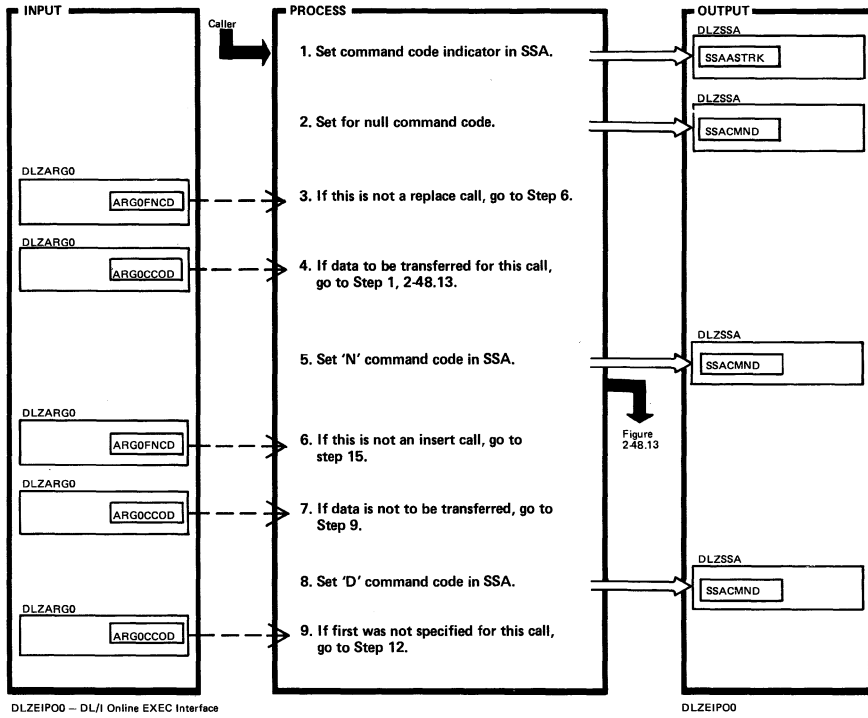 INPUT
PROCESS
OUTPUT
Caller
1. Set command code indicator in SSA.
DLZSSA
SSAASTRK
2. Set for null command code.
DLZSSA
SSACMND
DLZARG0
ARG0FNCD
3. If this is not a replace call, go to Step 6.
DLZARG0
ARG0CCOD
4. If data to be transferred for this call,
go to Step 1, 2-48.13.
5. Set 'N' command code in SSA.
DLZSSA
SSACMND
Figure
2-48.13
DLZARG0
ARG0FNCD
6. If this is not an insert call, go to
step 15.
DLZARG0
ARG0CCOD
7. If data is not to be transferred, go to
Step 9.
8. Set 'D' command code in SSA.
DLZSSA
SSACMND
DLZARG0
ARG0CCOD
9. If first was not specified for this call,
go to Step 12.
DLZEIPO0 — DL/I Online EXEC Interface
DLZEIPO0